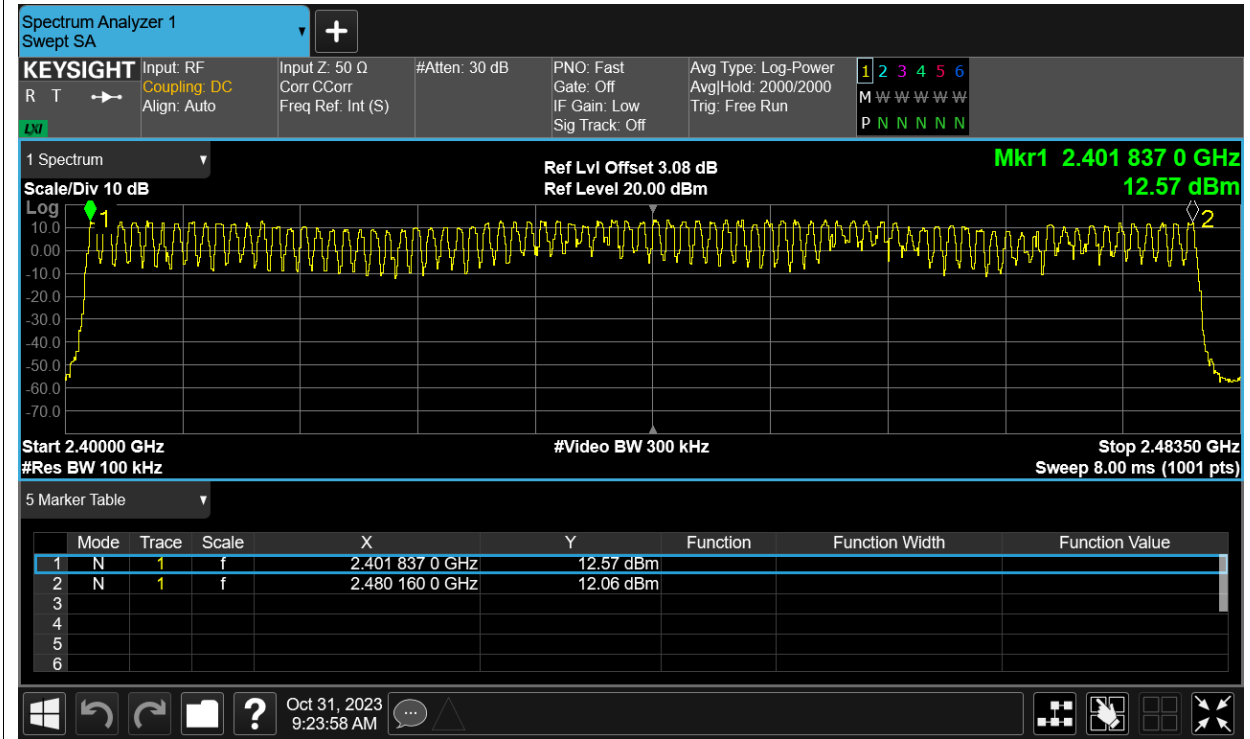 Spectrum Analyzer 1
Swept SA
+
KEYSIGHT
R T
LXI
Input: RF
Coupling: DC
Align: Auto
Input Z: 50 Ω
Corr CCorr
Freq Ref: Int (S)
#Atten: 30 dB
PNO: Fast
Gate: Off
IF Gain: Low
Sig Track: Off
Avg Type: Log-Power
Avg|Hold: 2000/2000
Trig: Free Run
1 2 3 4 5 6
M W W W W W
P N N N N N
1 Spectrum
Scale/Div 10 dB
Ref Lvl Offset 3.08 dB
Ref Level 20.00 dBm
Mkr1 2.401 837 0 GHz
12.57 dBm
Log
1
2
10.0
0.00
-10.0
-20.0
-30.0
-40.0
-50.0
-60.0
-70.0
Start 2.40000 GHz
#Res BW 100 kHz
#Video BW 300 kHz
Stop 2.48350 GHz
Sweep 8.00 ms (1001 pts)
5 Marker Table
Mode Trace Scale X Y Function Function Width Function Value
1 N 1 f 2.401 837 0 GHz 12.57 dBm
2 N 1 f 2.480 160 0 GHz 12.06 dBm
3
4
5
6
?
Oct 31, 2023
9:23:58 AM